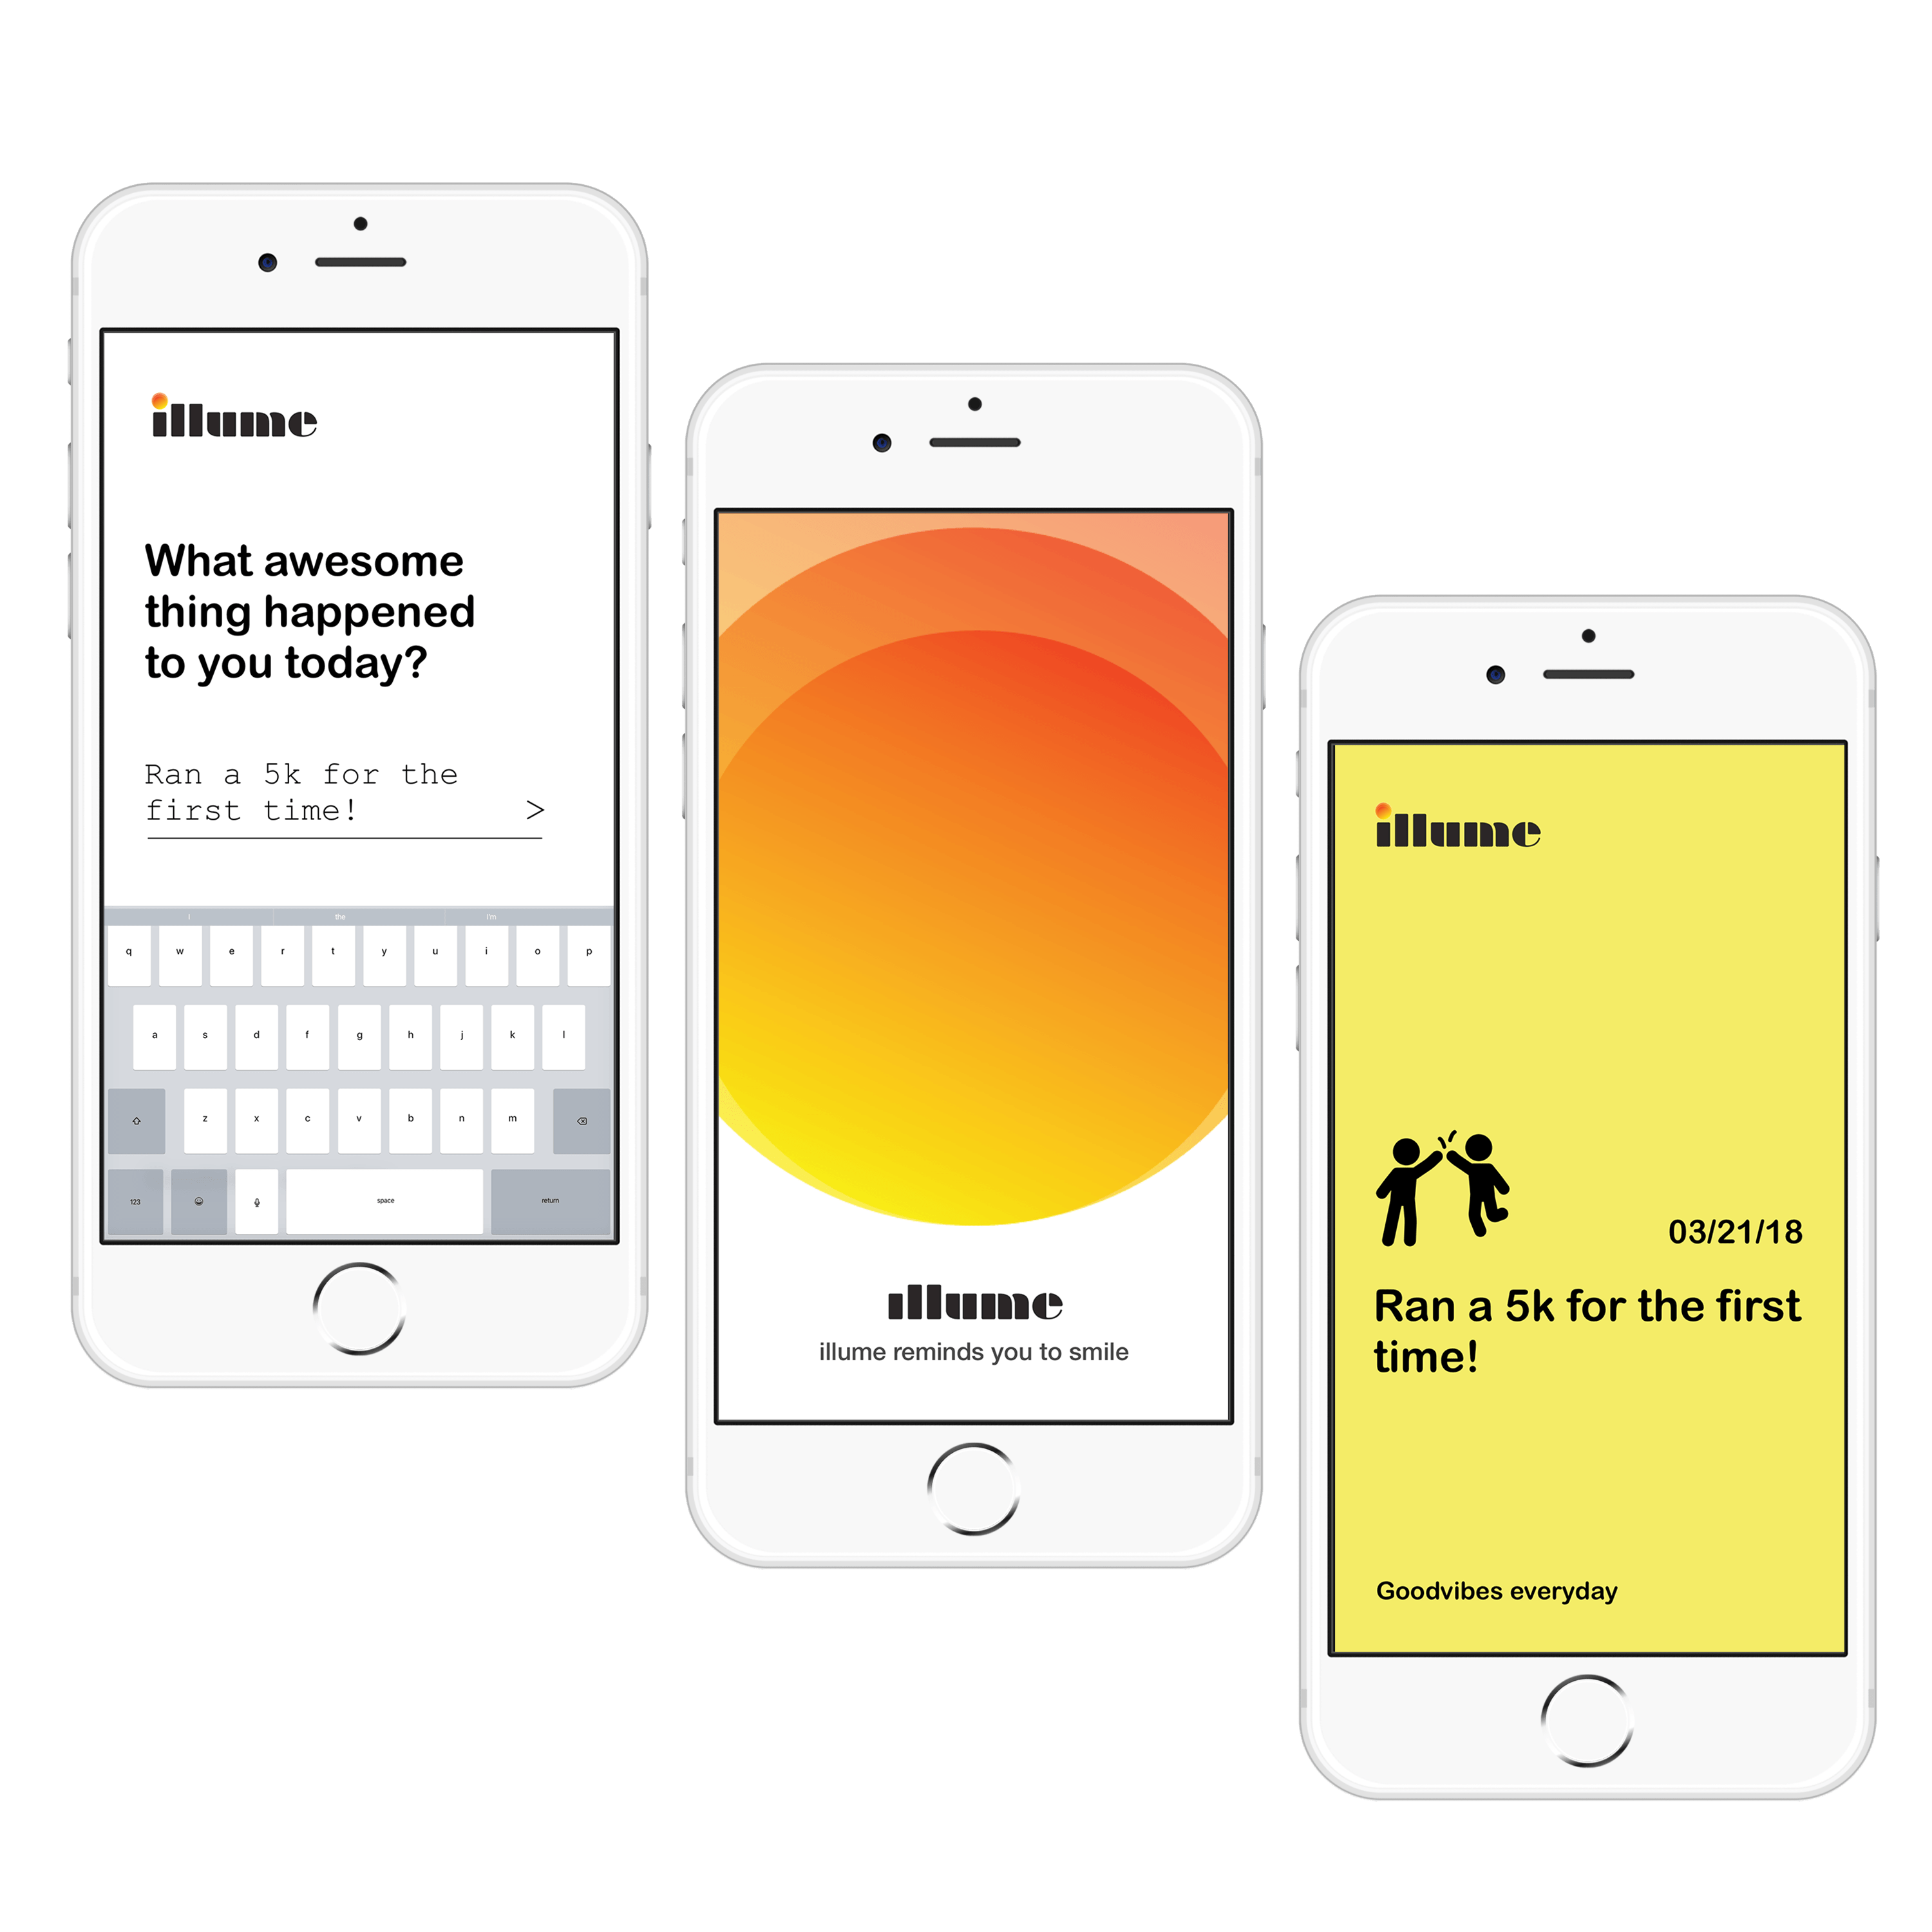 illume
What awesome
thing happened
to you today?
Ran a 5k for the
first time! >
I the I'm
q w e r t y u i o p
a s d f g h j k l
z x c v b n m
123 space return
illume
illume reminds you to smile
illume
03/21/18
Ran a 5k for the first
time!
Goodvibes everyday